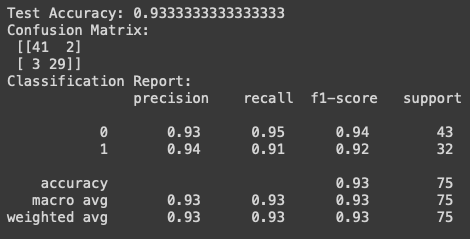 Test Accuracy: 0.9333333333333333
Confusion Matrix:
 [[41  2]
 [ 3 29]]
Classification Report:
              precision    recall  f1-score   support

           0       0.93      0.95      0.94        43
           1       0.94      0.91      0.92        32

    accuracy                           0.93        75
   macro avg       0.93      0.93      0.93        75
weighted avg       0.93      0.93      0.93        75